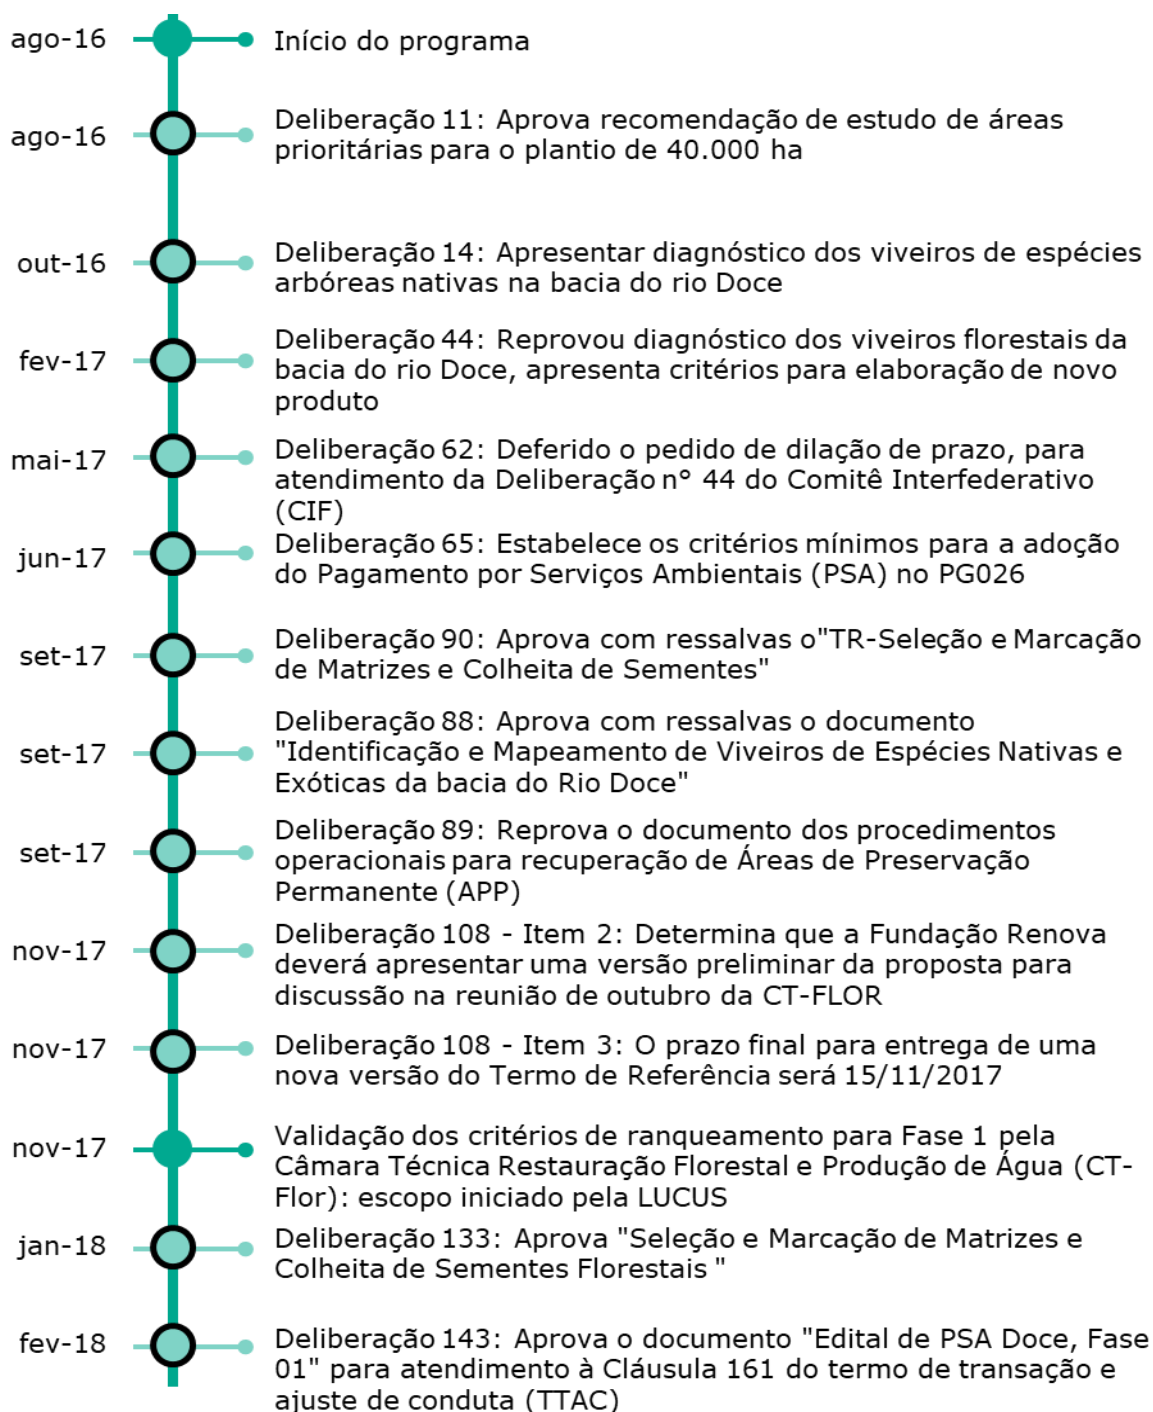 ago-16
Início do programa
ago-16
Deliberação 11: Aprova recomendação de estudo de áreas
prioritárias para o plantio de 40.000 ha
out-16
Deliberação 14: Apresentar diagnóstico dos viveiros de espécies
arbóreas nativas na bacia do rio Doce
fev-17
Deliberação 44: Reprovou diagnóstico dos viveiros florestais da
bacia do rio Doce, apresenta critérios para elaboração de novo
produto
mai-17
Deliberação 62: Deferido o pedido de dilação de prazo, para
atendimento da Deliberação n° 44 do Comitê Interfederativo
(CIF)
jun-17
Deliberação 65: Estabelece os critérios mínimos para a adoção
do Pagamento por Serviços Ambientais (PSA) no PG026
set-17
Deliberação 90: Aprova com ressalvas o"TR-Seleção e Marcação
de Matrizes e Colheita de Sementes"
set-17
Deliberação 88: Aprova com ressalvas o documento
"Identificação e Mapeamento de Viveiros de Espécies Nativas e
Exóticas da bacia do Rio Doce"
set-17
Deliberação 89: Reprova o documento dos procedimentos
operacionais para recuperação de Áreas de Preservação
Permanente (APP)
nov-17
Deliberação 108 - Item 2: Determina que a Fundação Renova
deverá apresentar uma versão preliminar da proposta para
discussão na reunião de outubro da CT-FLOR
nov-17
Deliberação 108 - Item 3: O prazo final para entrega de uma
nova versão do Termo de Referência será 15/11/2017
nov-17
Validação dos critérios de ranqueamento para Fase 1 pela
Câmara Técnica Restauração Florestal e Produção de Água (CT-
Flor): escopo iniciado pela LUCUS
jan-18
Deliberação 133: Aprova "Seleção e Marcação de Matrizes e
Colheita de Sementes Florestais "
fev-18
Deliberação 143: Aprova o documento "Edital de PSA Doce, Fase
01" para atendimento à Cláusula 161 do termo de transação e
ajuste de conduta (TTAC)